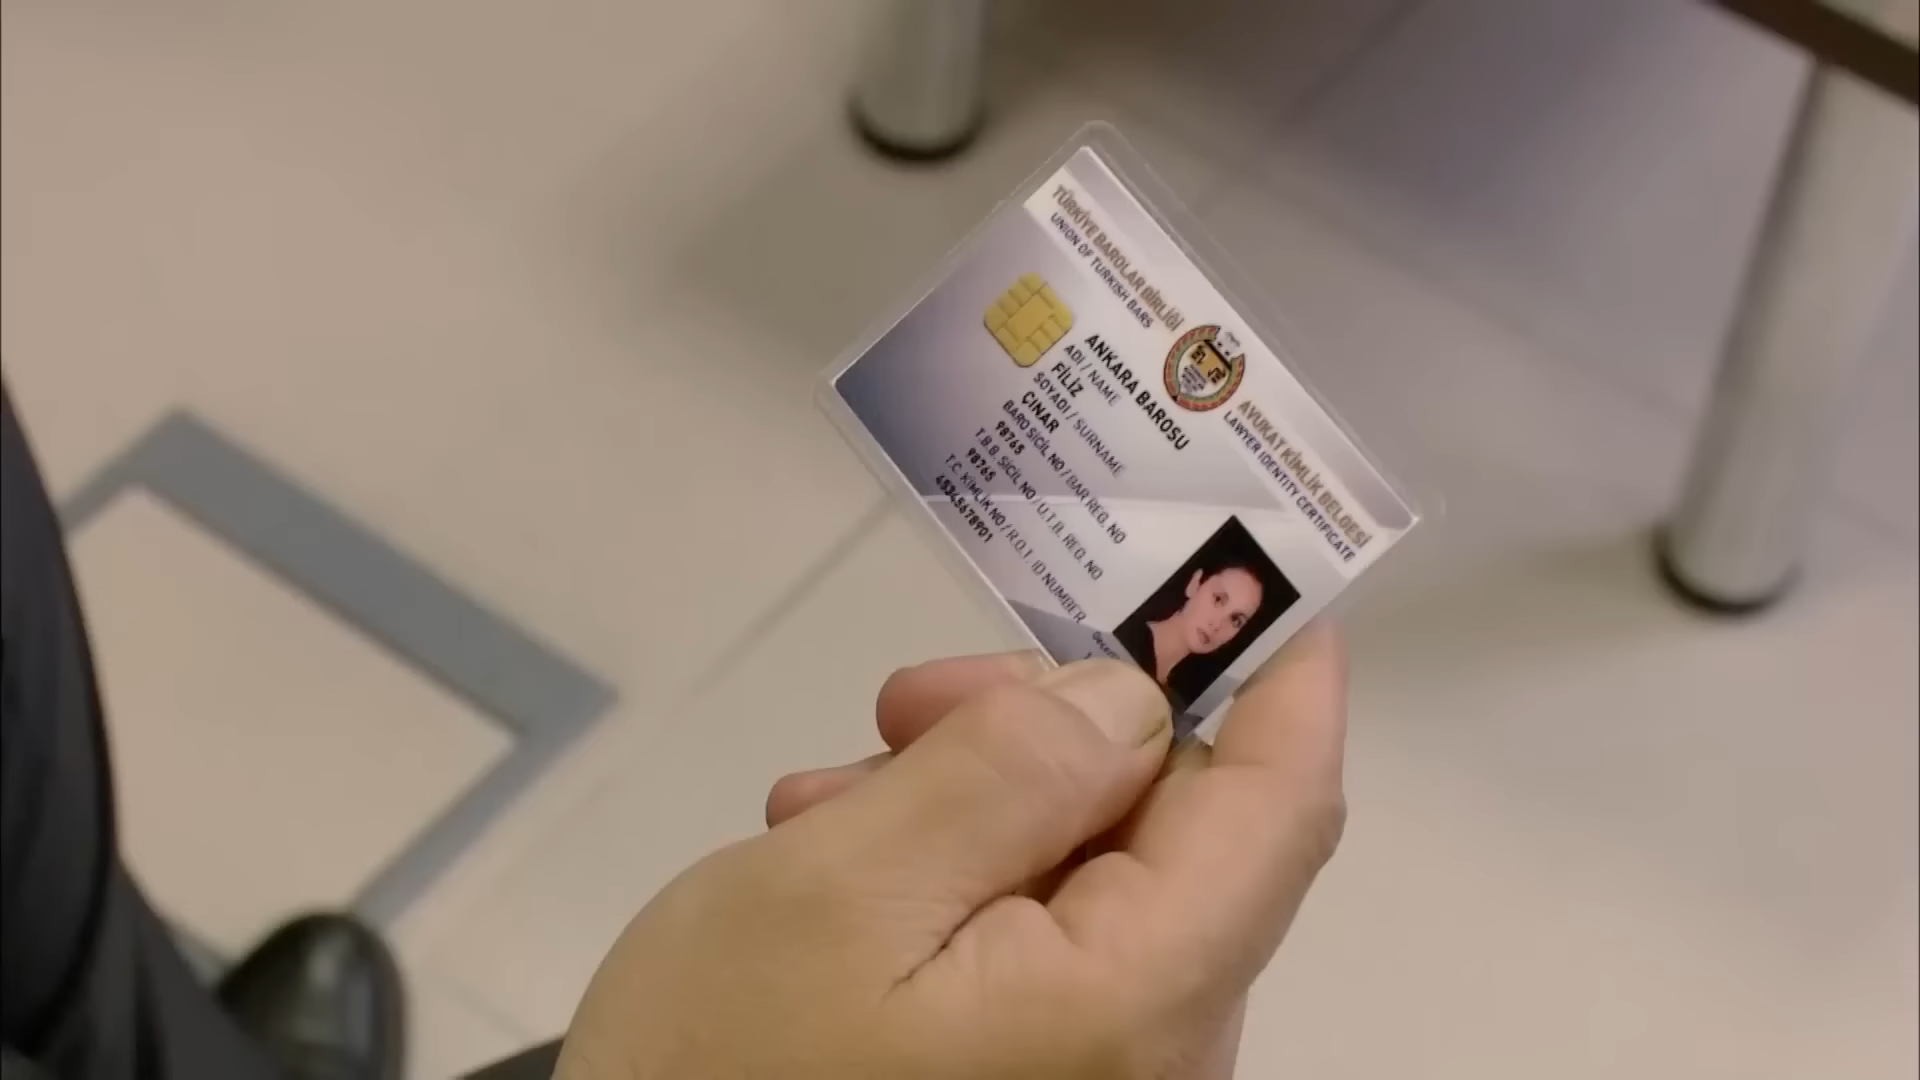 TÜRKİYE BAROLAR BİRLİĞİ
UNION OF TURKISH BARS
AVUKAT KİMLİK BELGESİ
LAWYER IDENTITY CERTIFICATE
ANKARA BAROSU
ADI / NAME
FİLİZ
SOYADI / SURNAME
ÇINAR
BARO SİCİL NO / BAR REG. NO
98765
T.B.B. SİCİL NO / U.T.B. REG. NO
98765
T.C. KİMLİK NO / R.O.T. ID NUMBER
45345678901